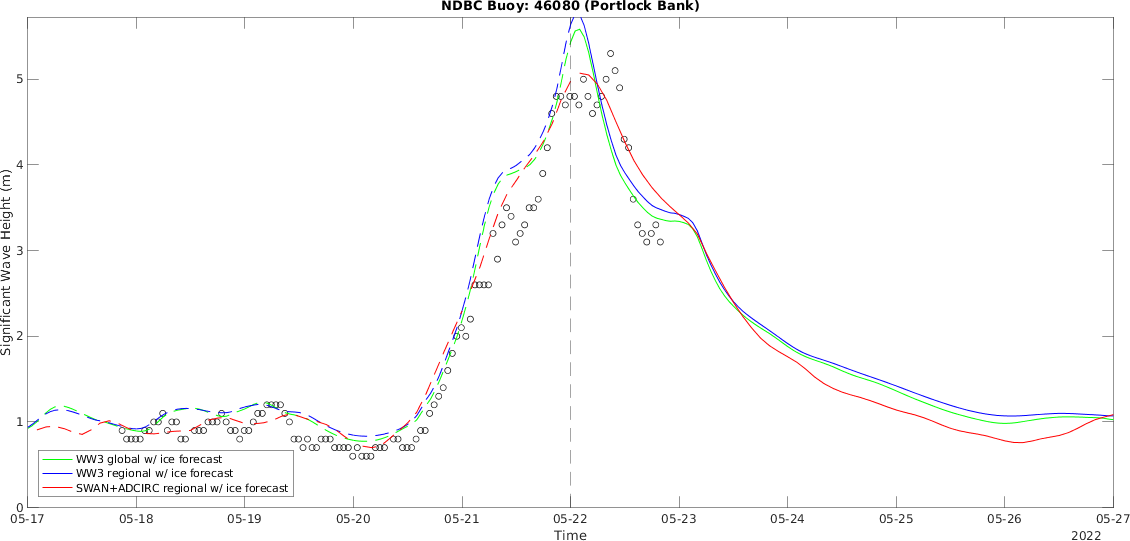 NDBC Buoy: 46080 (Portlock Bank)
Significant Wave Height (m)
5
4
3
2
1
0
WW3 global w/ ice forecast
WW3 regional w/ ice forecast
SWAN+ADCIRC regional w/ ice forecast
05-17 05-18 05-19 05-20 05-21 05-22 05-23 05-24 05-25 05-26 05-27
Time
2022